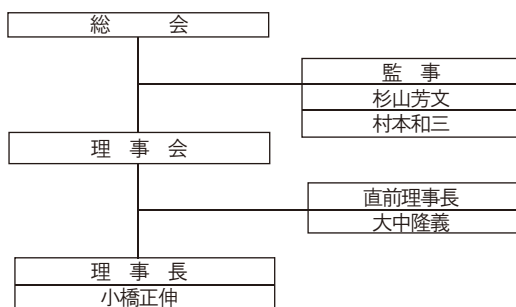 総　会
監　事
杉山芳文
村本和三
理　事　会
直前理事長
大中隆義
理　事　長
小橋正伸